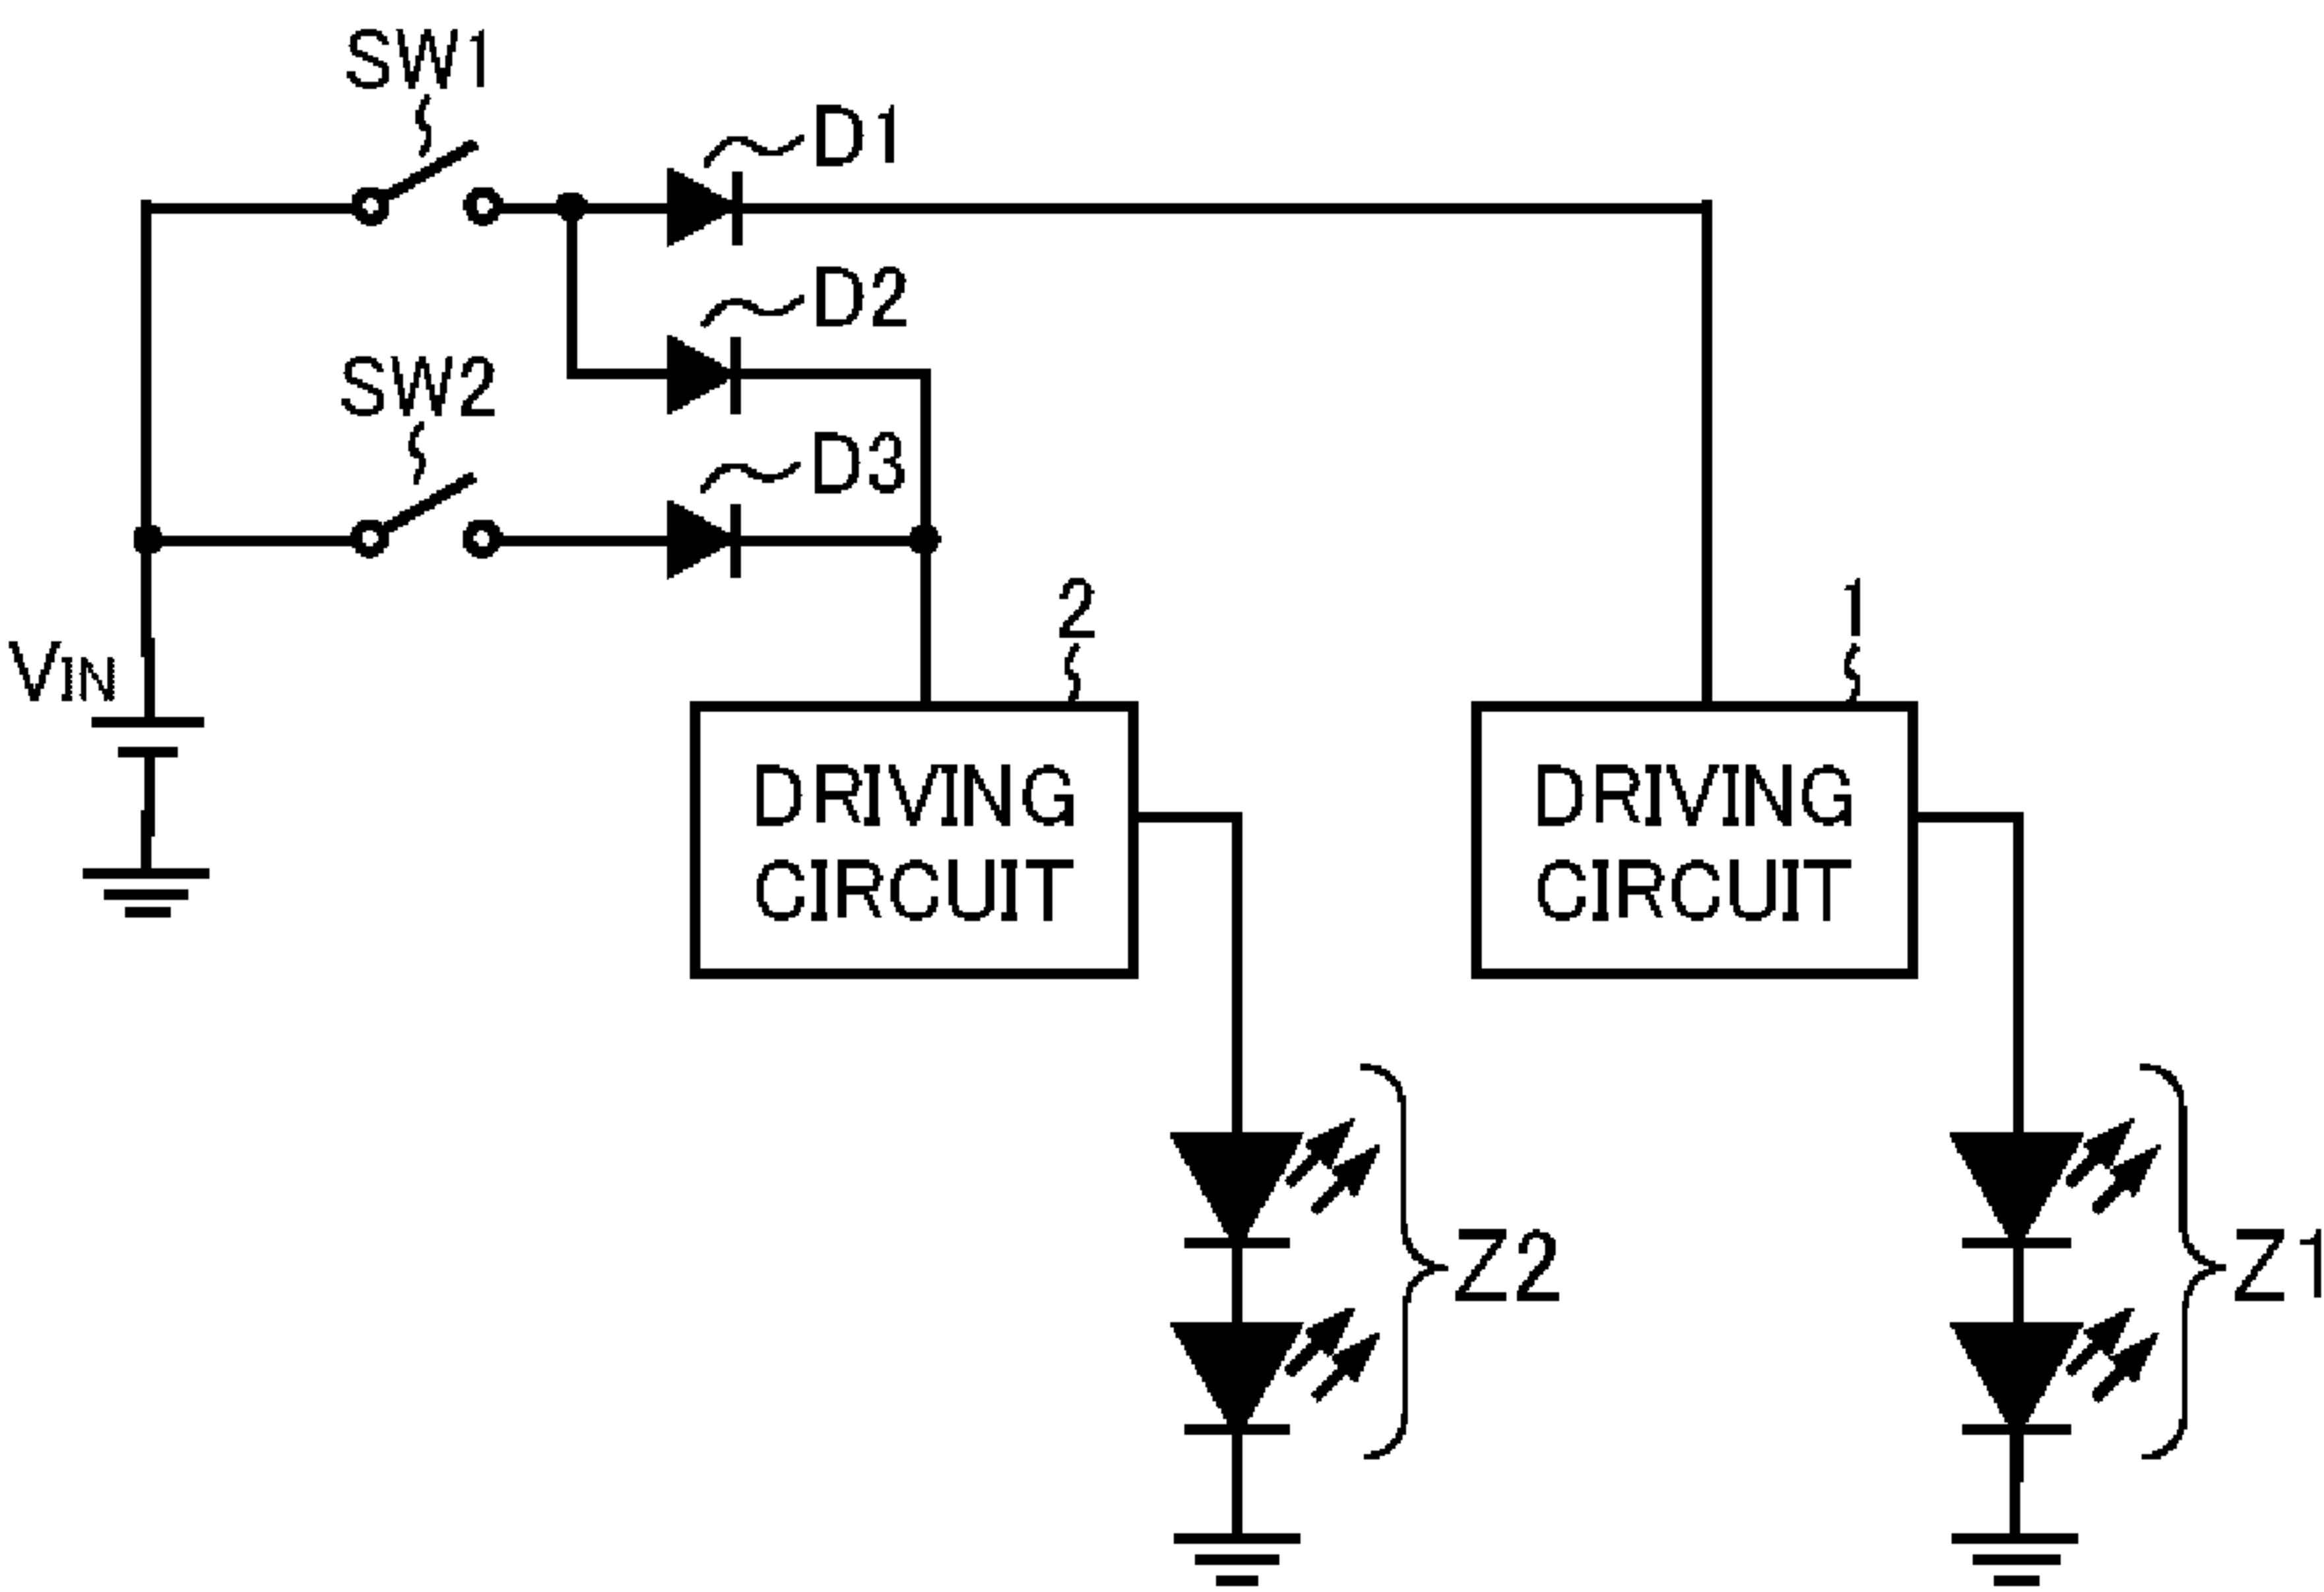 SW1
D1
D2
SW2
D3
2
1
VIN
DRIVING
CIRCUIT
DRIVING
CIRCUIT
Z2
Z1